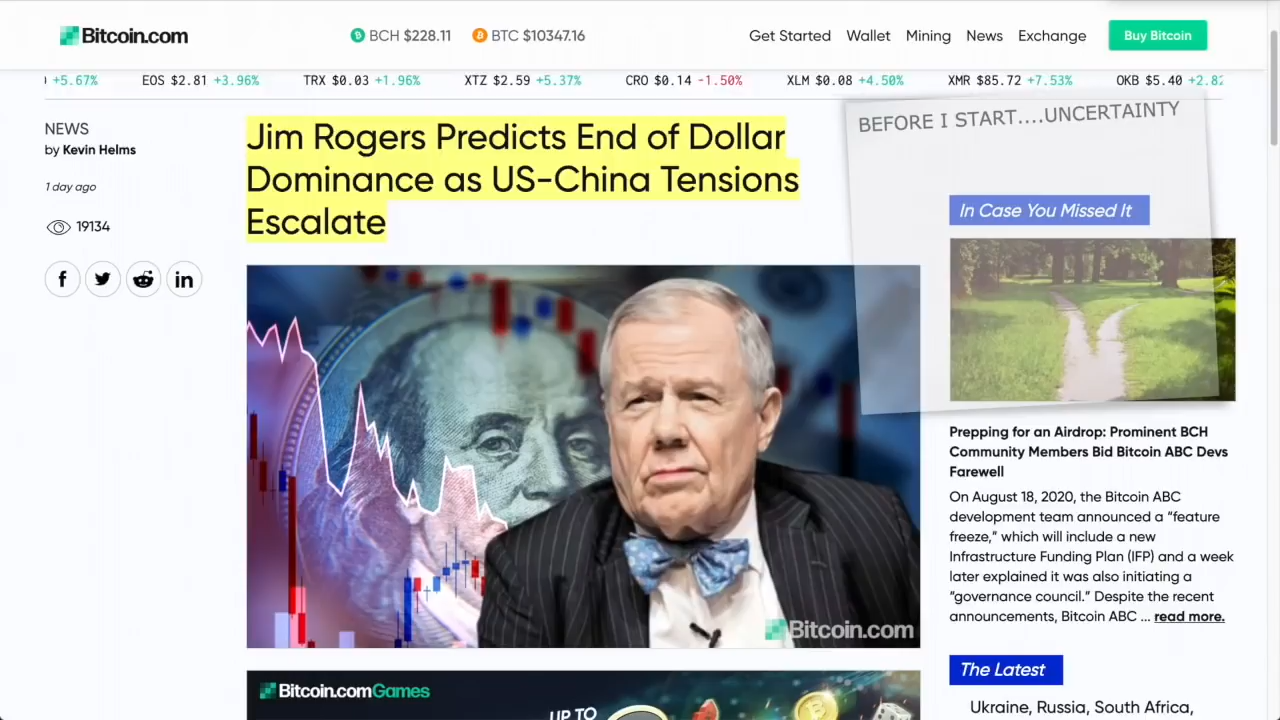 Bitcoin.com
BCH $228.11 BTC $10347.16
Get Started Wallet Mining News Exchange Buy Bitcoin
+5.67% EOS $2.81 +3.96% TRX $0.03 +1.96% XTZ $2.59 +5.37% CRO $0.14 -1.50% XLM $0.08 +4.50% XMR $85.72 +7.53% OKB $5.40 +2.82
NEWS
by Kevin Helms
1 day ago
19134
Jim Rogers Predicts End of Dollar
Dominance as US-China Tensions
Escalate
Bitcoin.com
Bitcoin.comGames
UP TO
BEFORE I START....UNCERTAINTY
In Case You Missed It
Prepping for an Airdrop: Prominent BCH
Community Members Bid Bitcoin ABC Devs
Farewell
On August 18, 2020, the Bitcoin ABC
development team announced a “feature
freeze,” which will include a new
Infrastructure Funding Plan (IFP) and a week
later explained it was also initiating a
“governance council.” Despite the recent
announcements, Bitcoin ABC ... read more.
The Latest
Ukraine, Russia, South Africa,